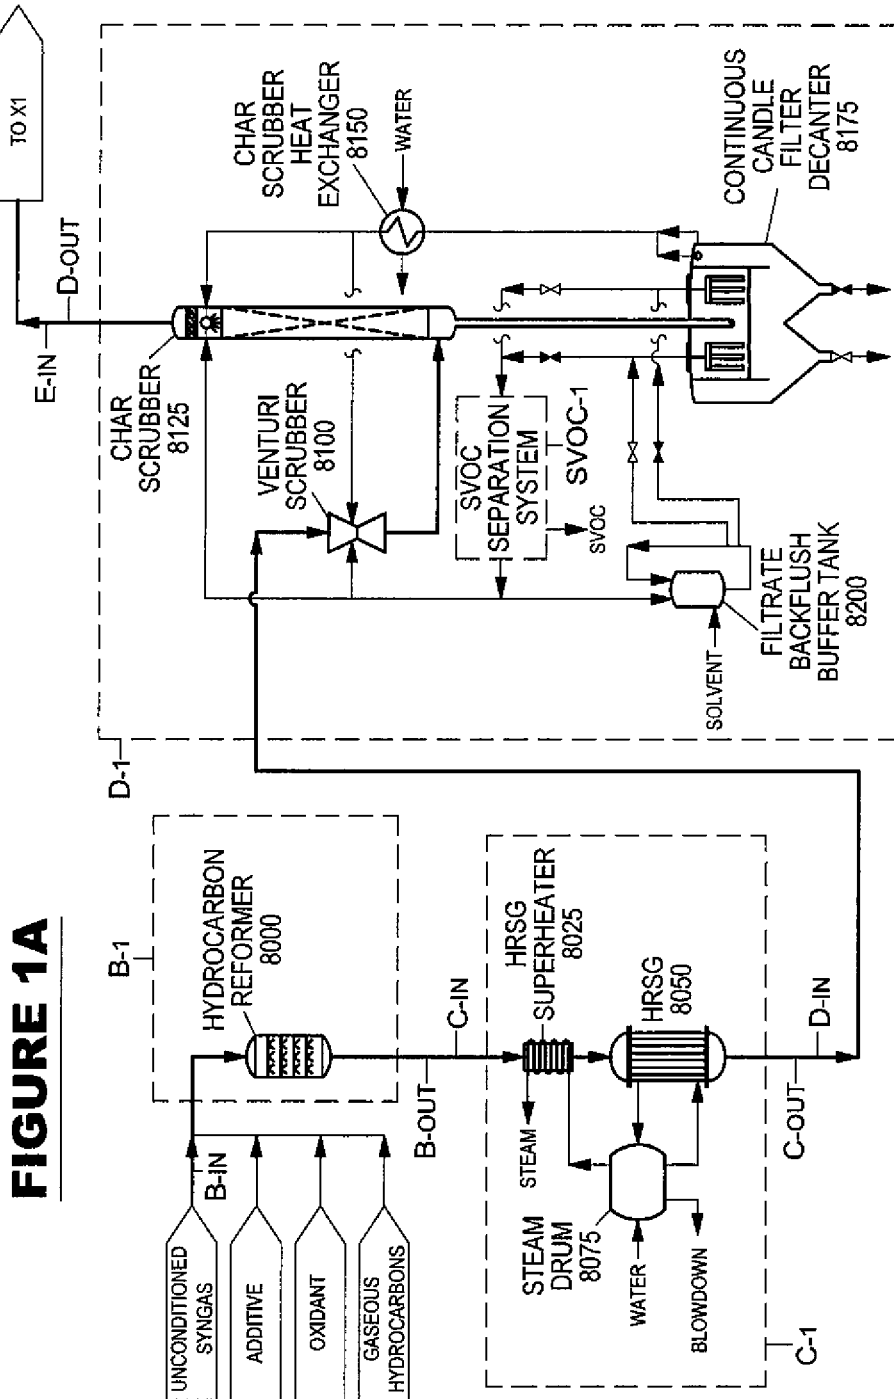 FIGURE 1A
UNCONDITIONED
SYNGAS
ADDITIVE
OXIDANT
GASEOUS
HYDROCARBONS
B-IN
B-1
HYDROCARBON
REFORMER
8000
B-OUT
C-IN
HRSG
SUPERHEATER
8025
HRSG
8050
STEAM
STEAM
DRUM
8075
WATER
BLOWDOWN
C-1
C-OUT
D-IN
D-1
VENTURI
SCRUBBER
8100
CHAR
SCRUBBER
8125
E-IN
D-OUT
TO X1
CHAR
SCRUBBER
HEAT
EXCHANGER
8150
WATER
SVOC
SEPARATION
SYSTEM
SVOC-1
SVOC
SOLVENT
FILTRATE
BACKFLUSH
BUFFER TANK
8200
CONTINUOUS
CANDLE
FILTER
DECANTER
8175